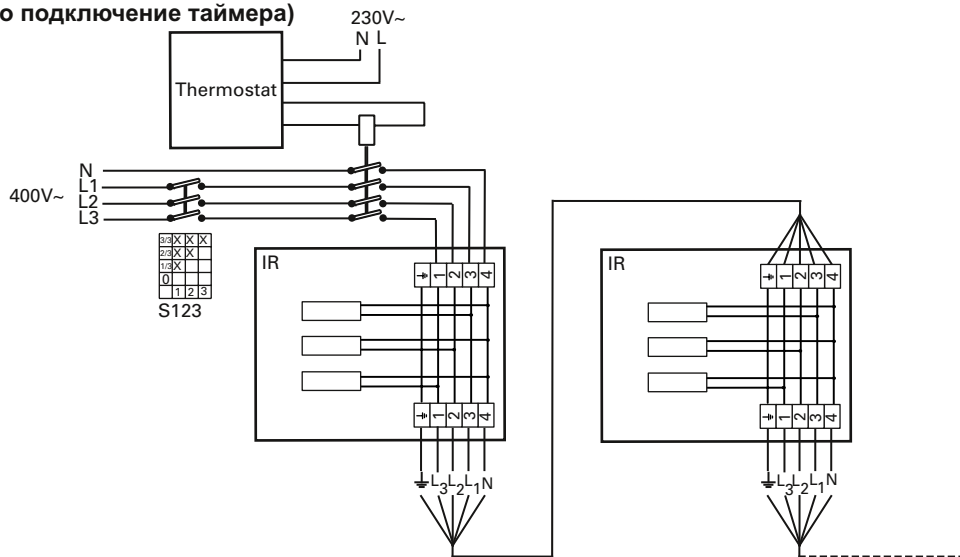 о подключение таймера)
230V~
N L
Thermostat
N
L1
400V~
L2
L3
3/3 X X X
2/3 X X
1/3 X
0
1 2 3
S123
IR
1 2 3 4
1 2 3 4
L3 L2 L1 N
IR
1 2 3 4
1 2 3 4
L3 L2 L1 N